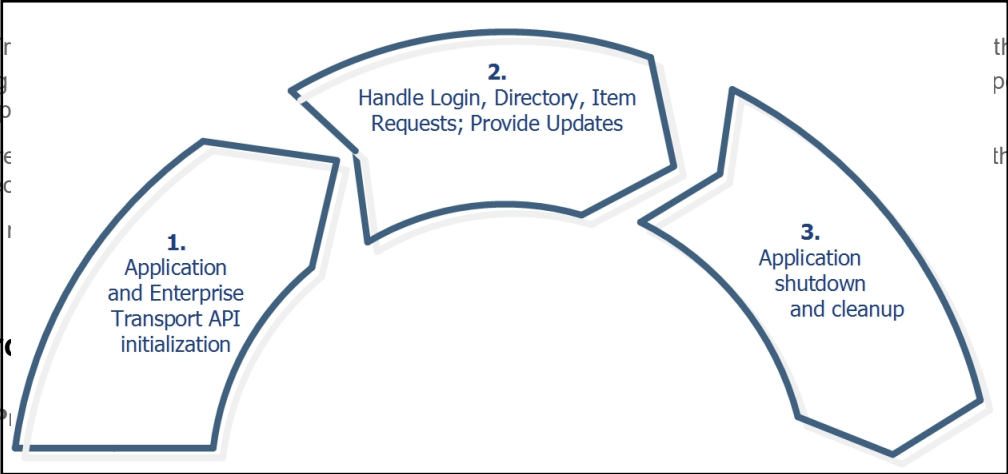 1.
Application
and Enterprise
Transport API
initialization
2.
Handle Login, Directory, Item
Requests; Provide Updates
3.
Application
shutdown
and cleanup